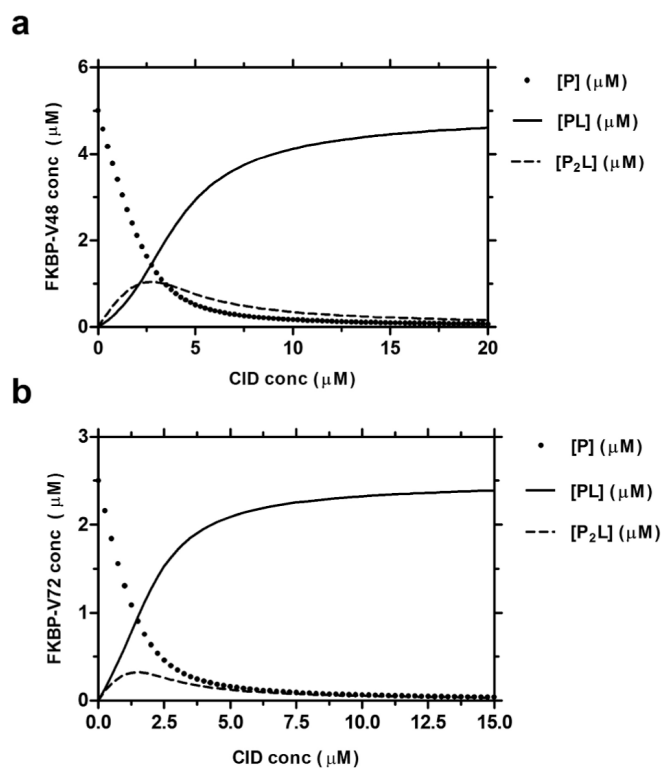 a
6
4
2
0
FKBP-V48 conc (μM)
0
5
10
15
20
CID conc (μM)
[P] (μM)
[PL] (μM)
[P₂L] (μM)
b
3
2
1
0
FKBP-V72 conc (μM)
0.0
2.5
5.0
7.5
10.0
12.5
15.0
CID conc (μM)
[P] (μM)
[PL] (μM)
[P₂L] (μM)